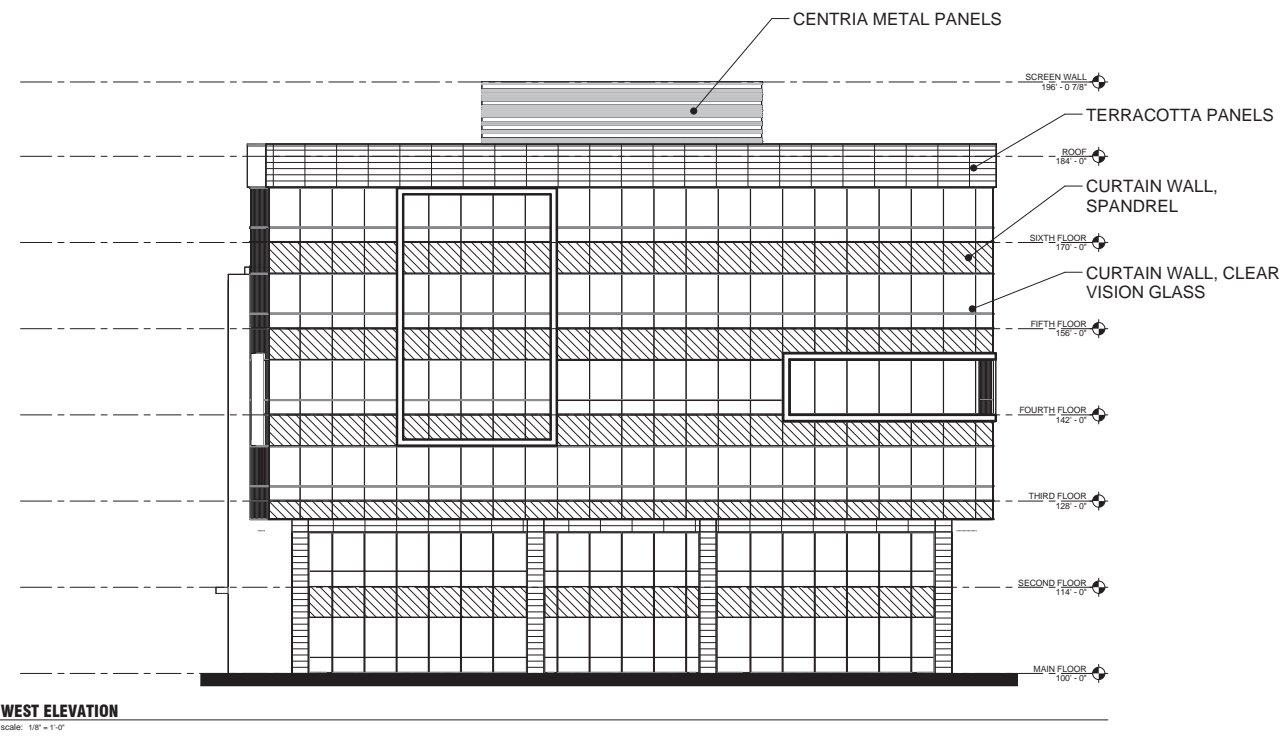 CENTRIA METAL PANELS
SCREEN WALL
196' - 0 7/8"
TERRACOTTA PANELS
ROOF
184' - 0"
CURTAIN WALL,
SPANDREL
SIXTH FLOOR
170' - 0"
CURTAIN WALL, CLEAR
VISION GLASS
FIFTH FLOOR
156' - 0"
FOURTH FLOOR
142' - 0"
THIRD FLOOR
128' - 0"
SECOND FLOOR
114' - 0"
MAIN FLOOR
100' - 0"
WEST ELEVATION
scale: 1/8" = 1'-0"